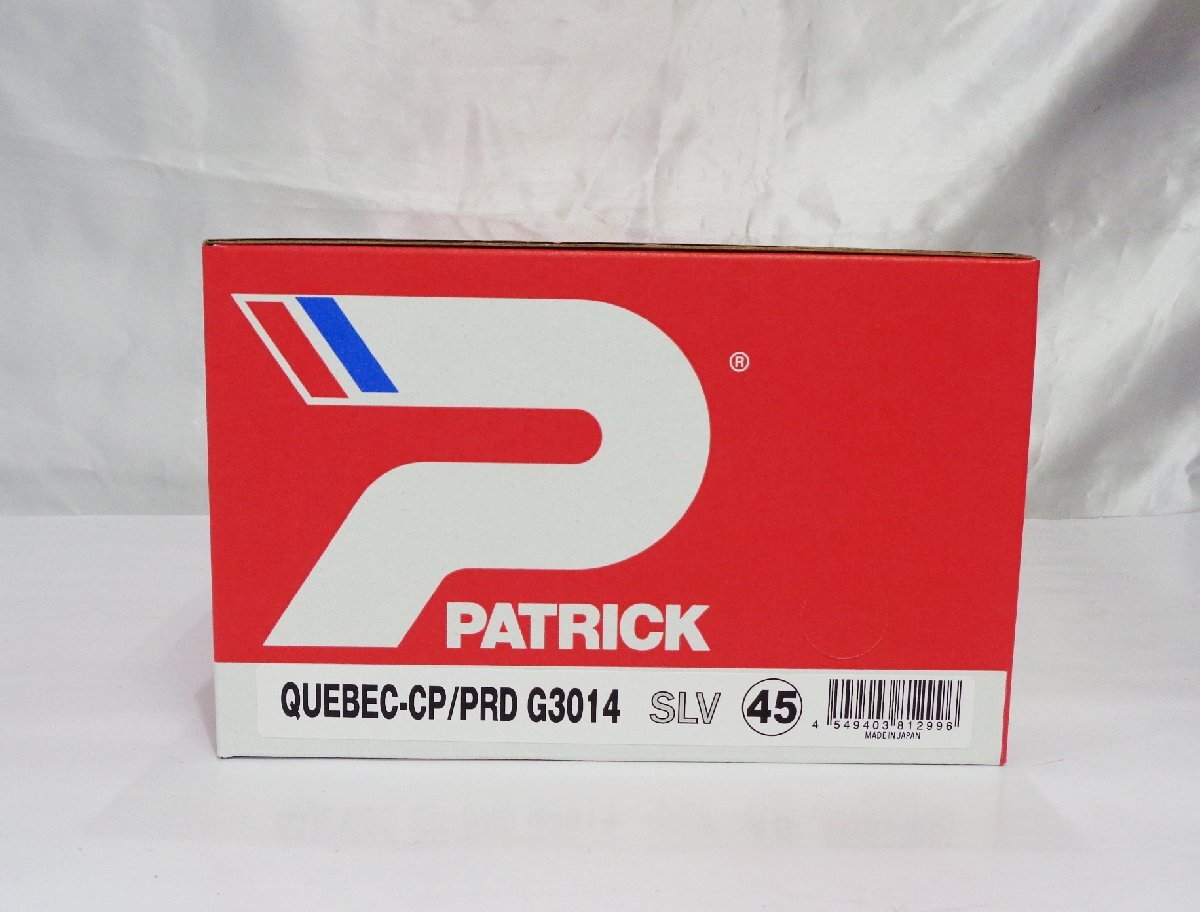 ®
PATRICK
QUEBEC-CP/PRD G3014 SLV 45
4 549403 812996
MADE IN JAPAN